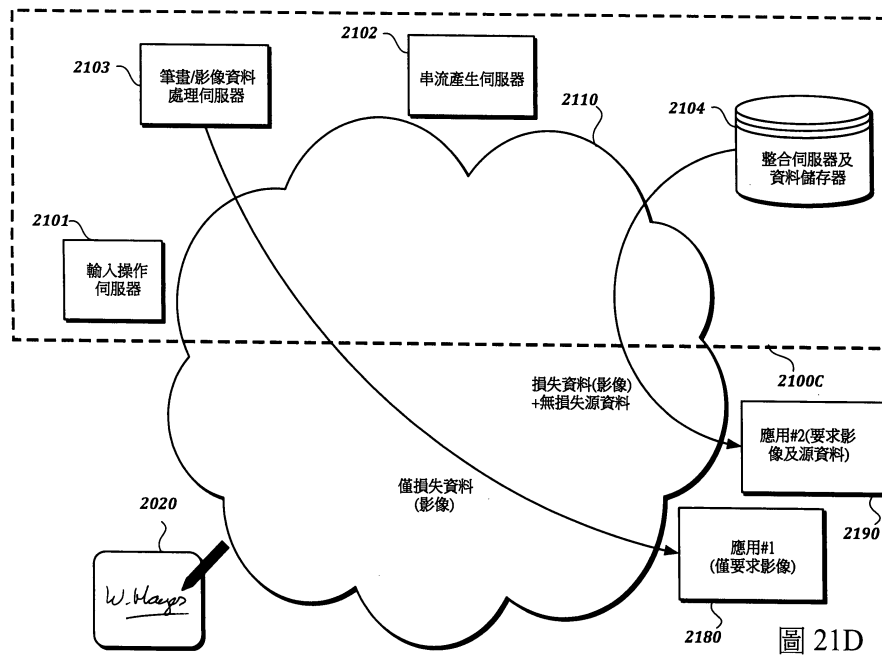 2102
2103
筆畫/影像資料
處理伺服器
串流產生伺服器
2110
2104
整合伺服器及
資料儲存器
2101
輸入操作
伺服器
2100C
損失資料(影像)
+無損失源資料
應用#2(要求影
像及源資料)
2190
僅損失資料
(影像)
2020
W. Hayes
應用#1
(僅要求影像)
2180
圖 21D